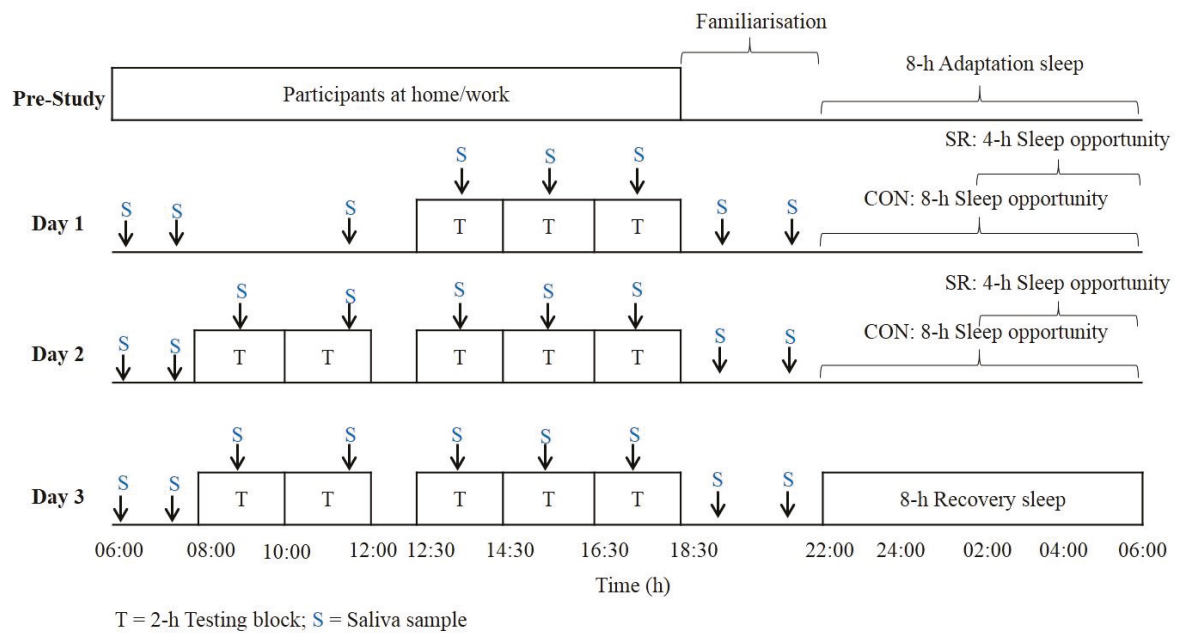 Familiarisation
8-h Adaptation sleep
Pre-Study
Participants at home/work
SR: 4-h Sleep opportunity
S S S
S S S S S
CON: 8-h Sleep opportunity
Day 1
T T T
SR: 4-h Sleep opportunity
S S S S S
CON: 8-h Sleep opportunity
S S S S
Day 2
T T T T T
S S S S S
S S S S
Day 3
T T T T T
8-h Recovery sleep
06:00 08:00 10:00 12:00 12:30 14:30 16:30 18:30 22:00 24:00 02:00 04:00 06:00
Time (h)
T = 2-h Testing block; S = Saliva sample